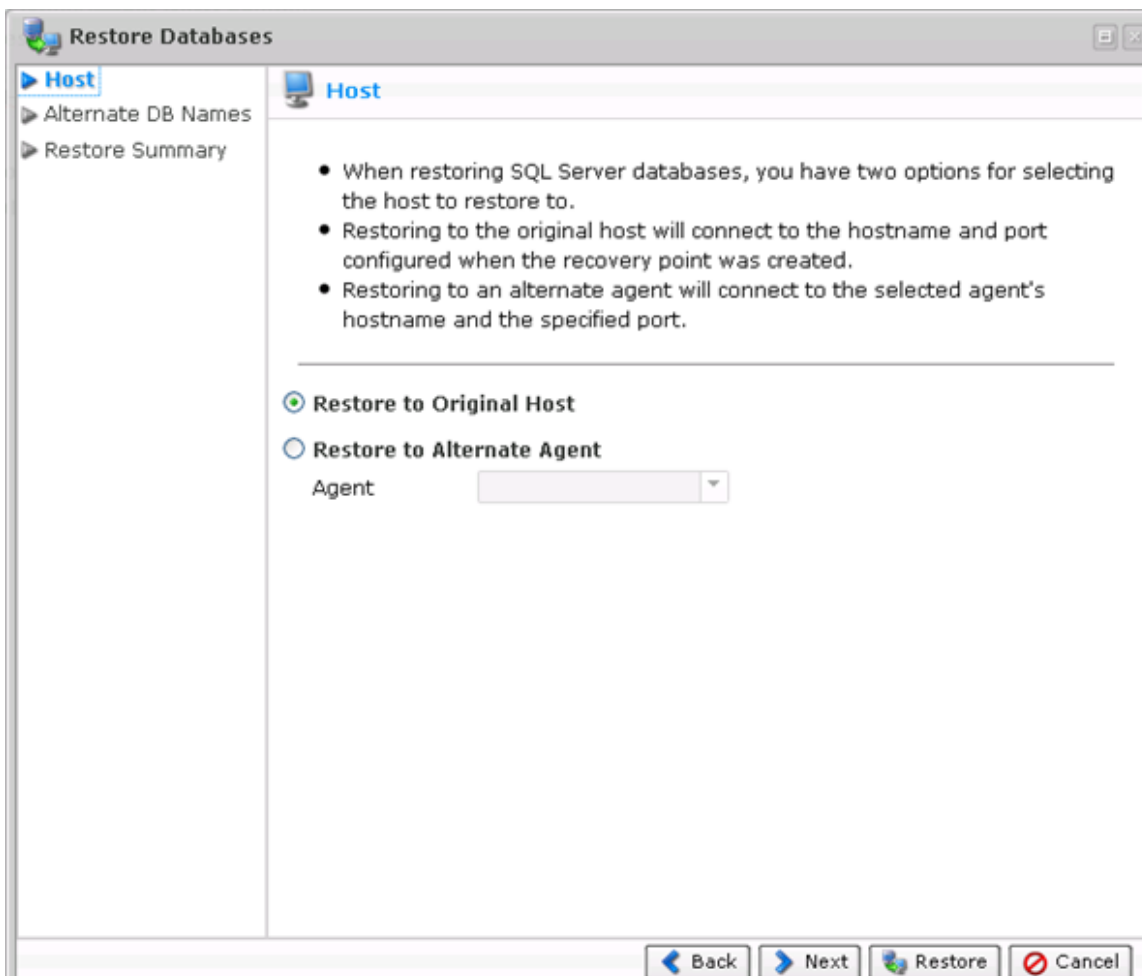 Restore Databases
Host
Alternate DB Names
Restore Summary
Host
When restoring SQL Server databases, you have two options for selecting
the host to restore to.
Restoring to the original host will connect to the hostname and port
configured when the recovery point was created.
Restoring to an alternate agent will connect to the selected agent's
hostname and the specified port.
Restore to Original Host
Restore to Alternate Agent
Agent
Back Next Restore Cancel